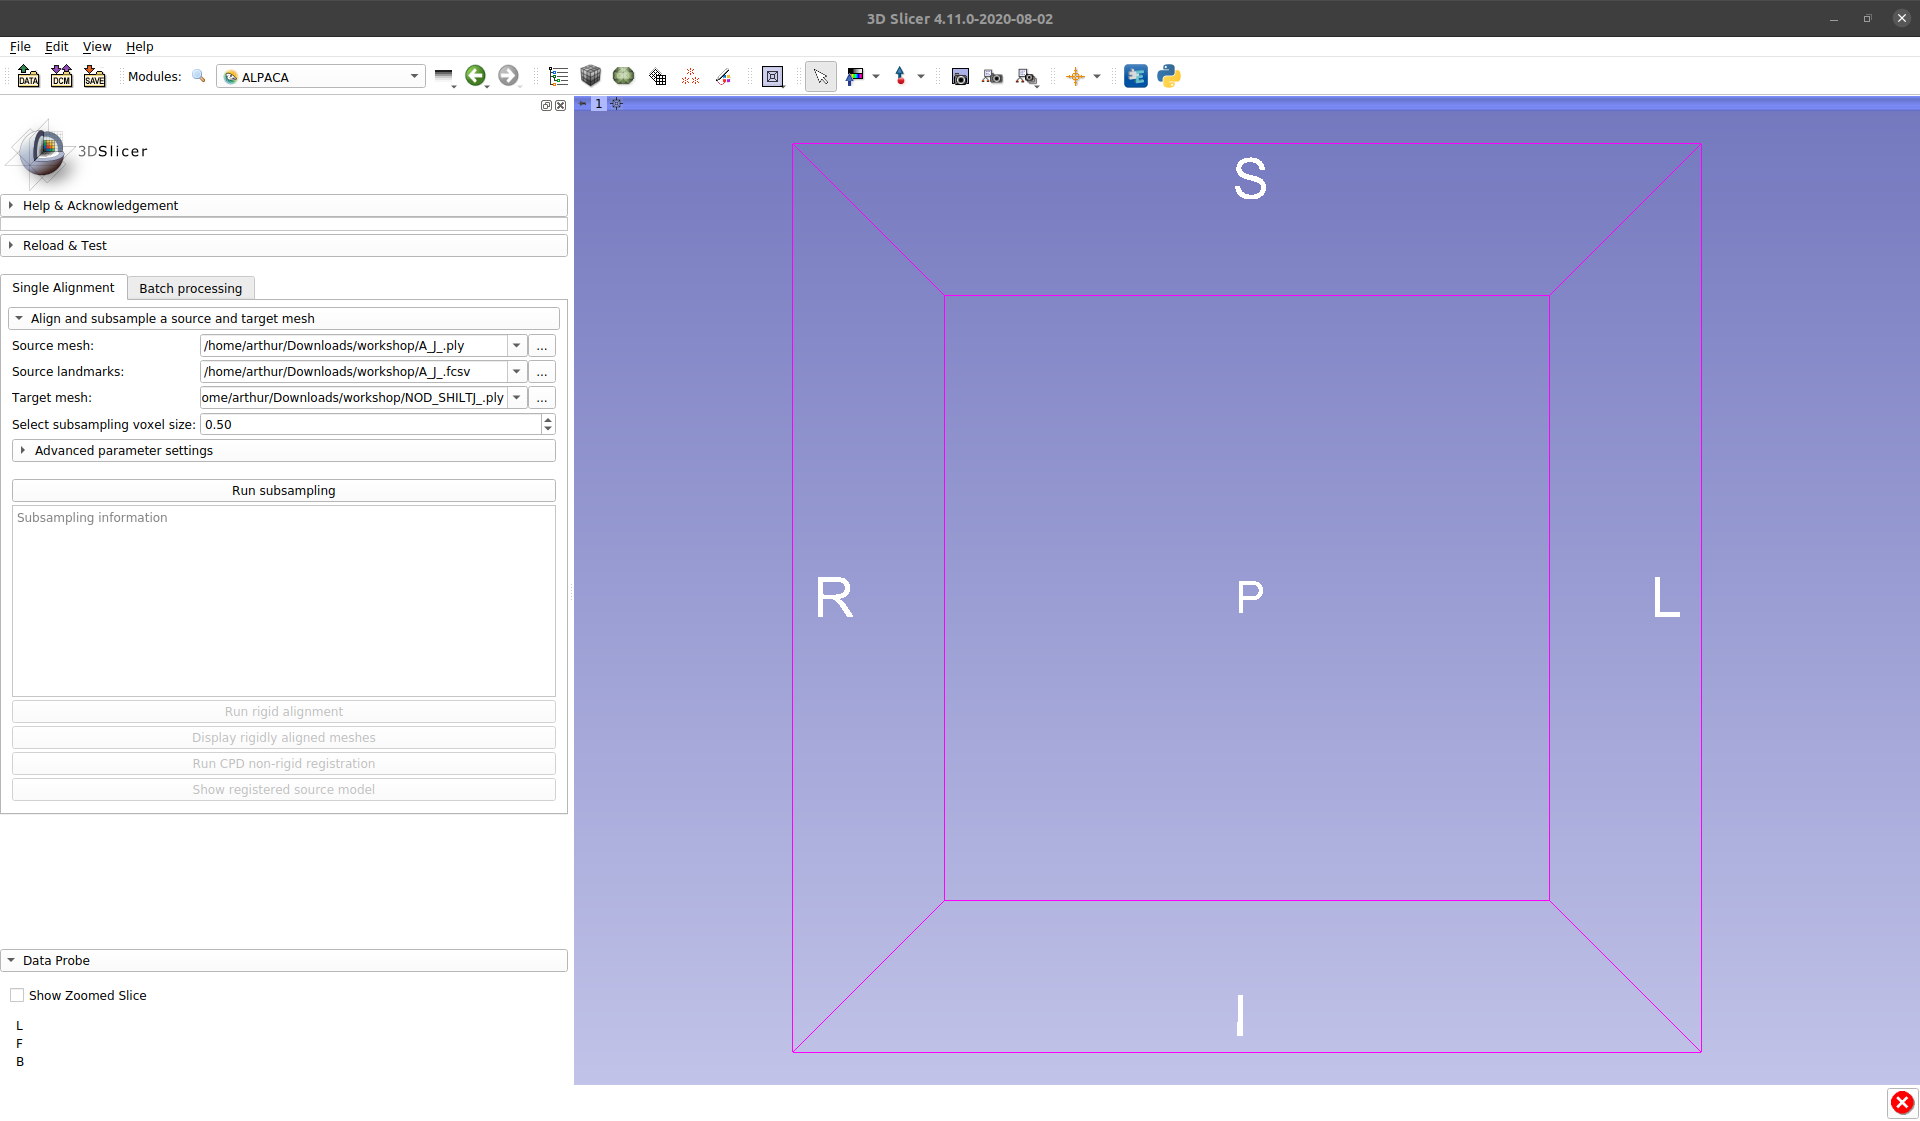 3D Slicer 4.11.0-2020-08-02
File Edit View Help
DATA DCM SAVE Modules: ALPACA
1
3DSlicer
Help & Acknowledgement
Reload & Test
Single Alignment Batch processing
Align and subsample a source and target mesh
Source mesh: /home/arthur/Downloads/workshop/A_J_.ply ...
Source landmarks: /home/arthur/Downloads/workshop/A_J_.fcsv ...
Target mesh: ome/arthur/Downloads/workshop/NOD_SHILTJ_.ply ...
Select subsampling voxel size: 0.50
Advanced parameter settings
Run subsampling
Subsampling information
Run rigid alignment
Display rigidly aligned meshes
Run CPD non-rigid registration
Show registered source model
Data Probe
Show Zoomed Slice
L
F
B
S
R P L
I